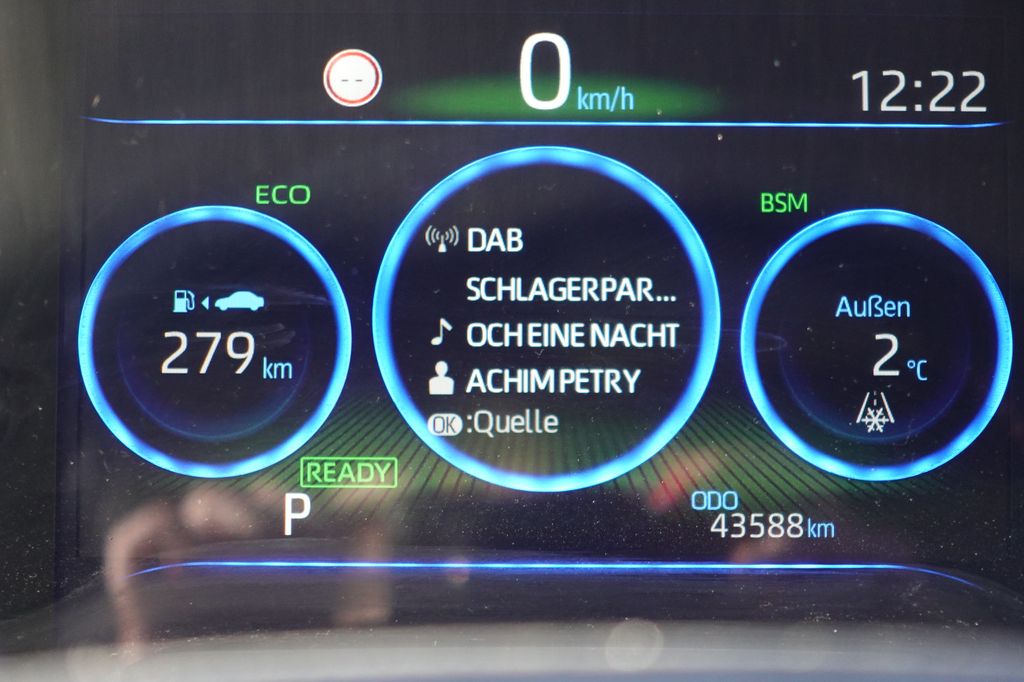 --
0 km/h
12:22
ECO
BSM
279 km
DAB
SCHLAGERPAR...
OCH EINE NACHT
ACHIM PETRY
OK :Quelle
Außen
2 °C
READY
P
ODO
43588 km